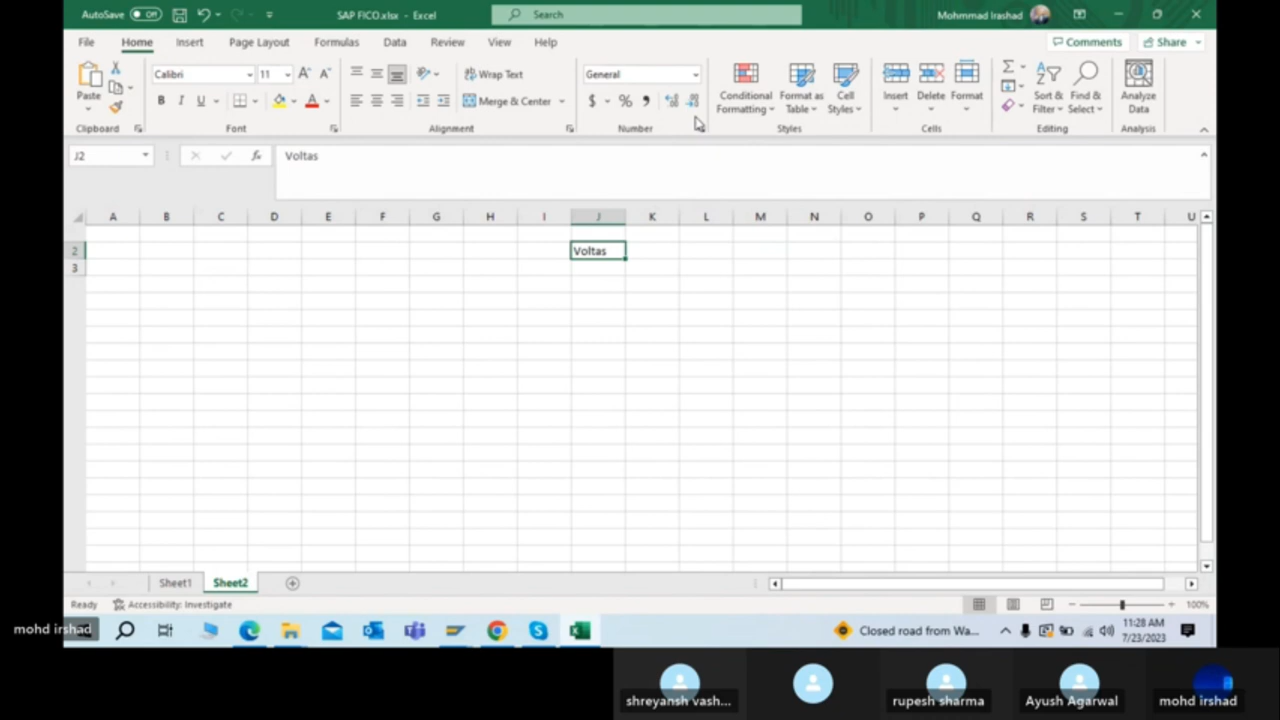 AutoSave Off SAP FICO.xlsx - Excel Search Mohmmad Irashad
File Home Insert Page Layout Formulas Data Review View Help Comments Share
Paste Calibri 11 A A Wrap Text General Conditional Formatting Format as Table Cell Styles Insert Delete Format Sort & Filter Find & Select Analyze Data
B I U A Merge & Center $ % ,
Clipboard Font Alignment Number Styles Cells Editing Analysis
J2 fx Voltas
A B C D E F G H I J K L M N O P Q R S T U
2 Voltas
3
Sheet1 Sheet2
Ready Accessibility: Investigate 100%
mohd irshad Closed road from Wa... 11:28 AM
7/23/2023
shreyansh vash... rupesh sharma Ayush Agarwal mohd irshad